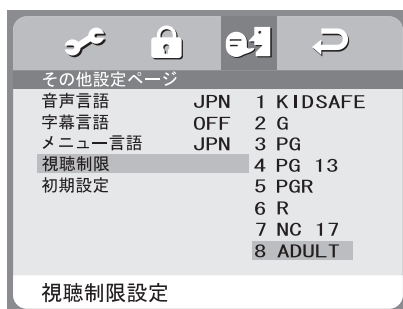 その他設定ページ
音声言語 JPN 1 KIDSAFE
字幕言語 OFF 2 G
メニュー言語 JPN 3 PG
視聴制限 4 PG 13
初期設定 5 PGR
6 R
7 NC 17
8 ADULT
視聴制限設定